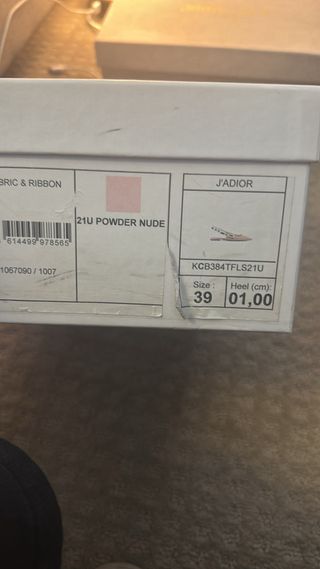 BRIC & RIBBON
614499 978565
1067090 / 1007
21U POWDER NUDE
J'ADIOR
KCB384TFLS21U
Size :
39
Heel (cm):
01,00